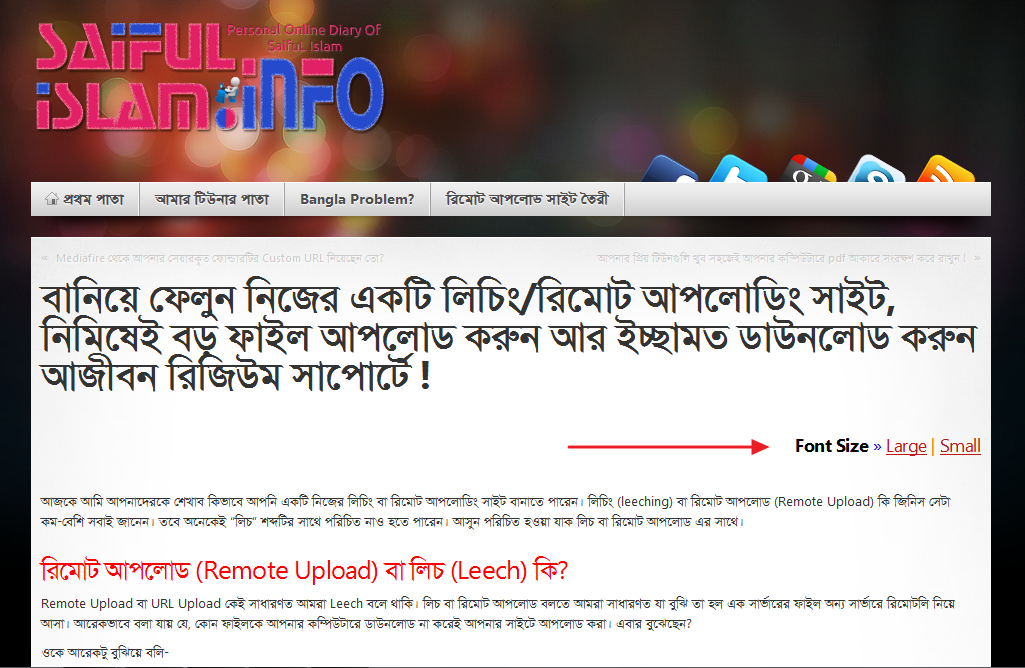 SAiFUL
Personal Online Diary Of
Saiful Islam
iSLAM.iNFO
প্রথম পাতা
আমার টিউনার পাতা
Bangla Problem?
রিমোট আপলোড সাইট তৈরী
« Mediafire থেকে আপনার সেয়ারকৃত ফোল্ডারটির Custom URL নিয়েছেন তো?
আপনার প্রিয় টিউনগুলি খুব সহজেই আপনার কম্পিউটারে pdf আকারে সংরক্ষণ করে রাখুন ! »
বানিয়ে ফেলুন নিজের একটি লিচিং/রিমোট আপলোডিং সাইট,
নিমিষেই বড় ফাইল আপলোড করুন আর ইচ্ছামত ডাউনলোড করুন
আজীবন রিজিউম সাপোর্টে !
Font Size » Large | Small
আজকে আমি আপনাদেরকে শেখাব কিভাবে আপনি একটি নিজের লিচিং বা রিমোট আপলোডিং সাইট বানাতে পারেন। লিচিং (leeching) বা রিমোট আপলোড (Remote Upload) কি জিনিস সেটা
কম-বেশি সবাই জানেন। তবে অনেকেই “লিচ” শব্দটির সাথে পরিচিত নাও হতে পারেন। আসুন পরিচিত হওয়া যাক লিচ বা রিমোট আপলোড এর সাথে।
রিমোট আপলোড (Remote Upload) বা লিচ (Leech) কি?
Remote Upload বা URL Upload কেই সাধারণত আমরা Leech বলে থাকি। লিচ বা রিমোট আপলোড বলতে আমরা সাধারণত যা বুঝি তা হল এক সার্ভারের ফাইল অন্য সার্ভারে রিমোটলি নিয়ে
আসা। আরেকভাবে বলা যায় যে, কোন ফাইলকে আপনার কম্পিউটারে ডাউনলোড না করেই আপনার সাইটে আপলোড করা। এবার বুঝেছেন?
ওকে আরেকটু বুঝিয়ে বলি-